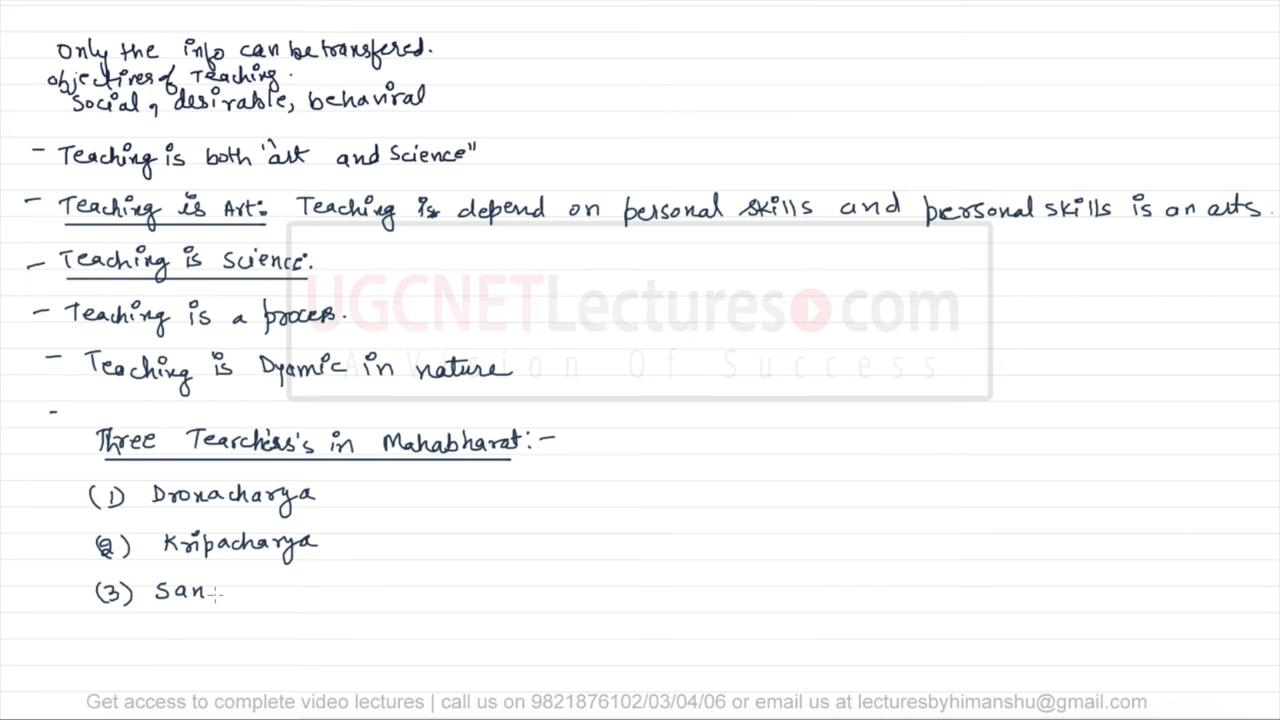 Only the info can be transfered.
objectives of Teaching.
Social, desirable, behaviral
- Teaching is both "art and Science"
- Teaching is Art: Teaching is depend on personal skills and personal skills is an arts.
- Teaching is Science:
- Teaching is a process.
- Teaching is Dyamic in nature
-
Three Tearchers's in Mahabharat:-
(1) Dronacharya
(2) Kripacharya
(3) San
UGCNETLectures.com
A Vision Of Success
Get access to complete video lectures | call us on 9821876102/03/04/06 or email us at lecturesbyhimanshu@gmail.com